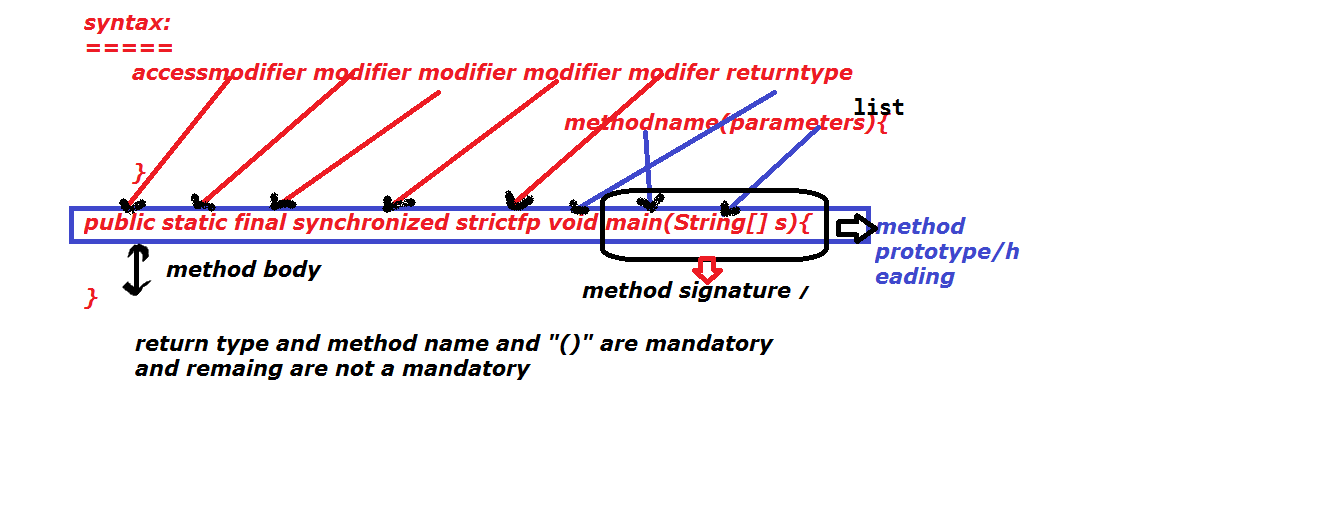 syntax:
=====
accessmodifier modifier modifier modifier modifer returntype
list
methodname(parameters){
}
public static final synchronized strictfp void main(String[] s){
method
prototype/h
eading
method body
method signature /
}
return type and method name and "()" are mandatory
and remaing are not a mandatory